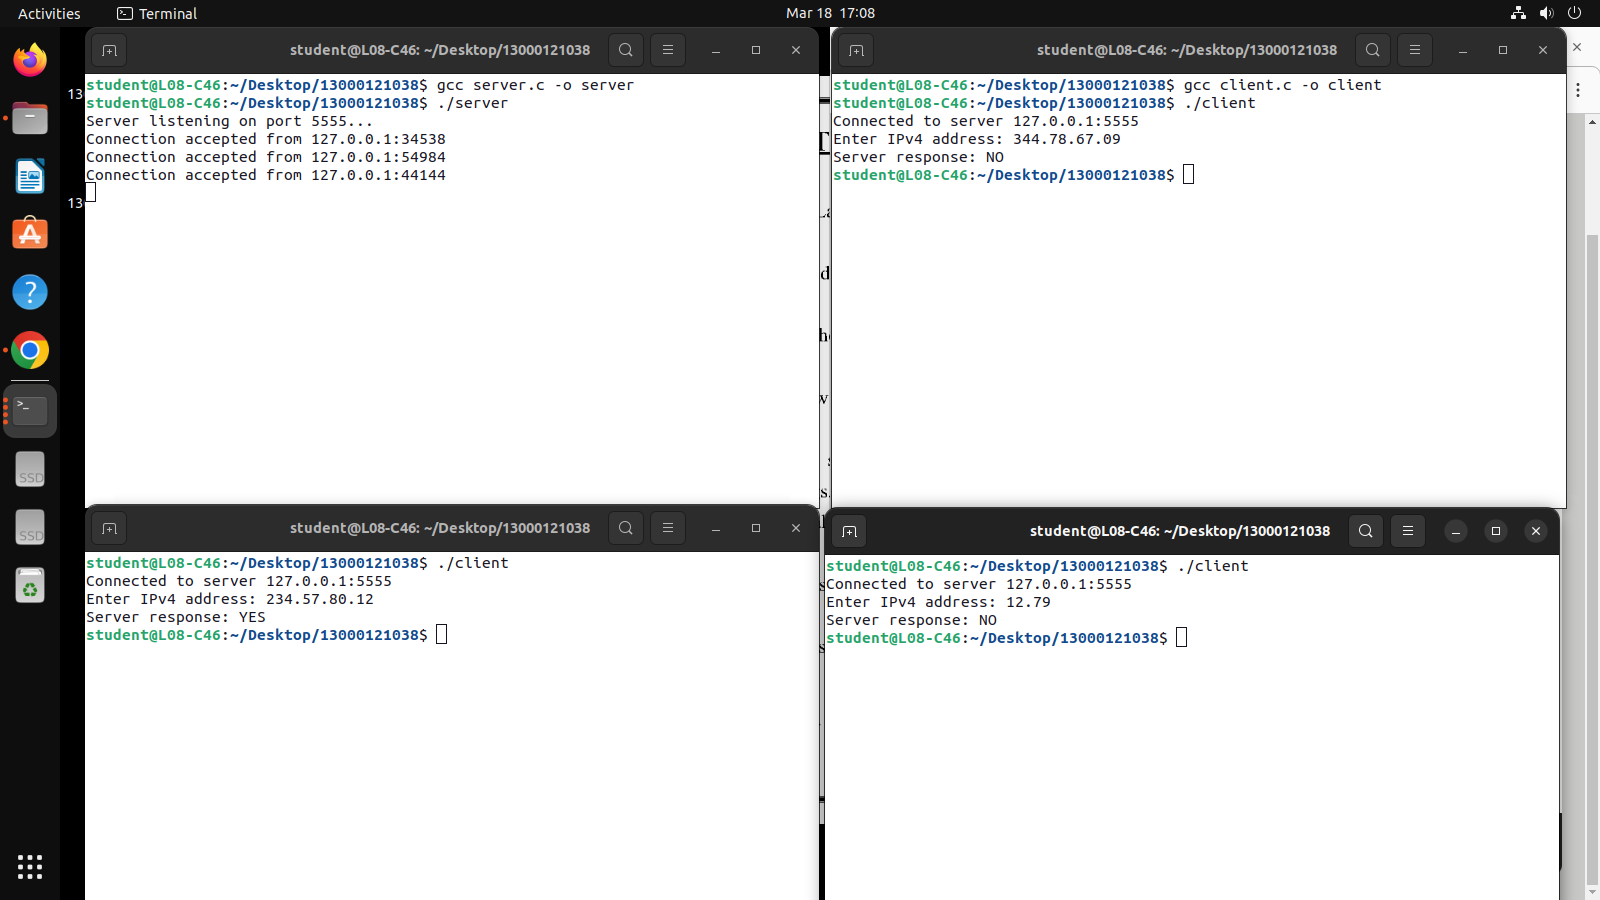 Activities
Terminal
Mar 18 17:08
student@L08-C46: ~/Desktop/13000121038
student@L08-C46:~/Desktop/13000121038$ gcc server.c -o server
student@L08-C46:~/Desktop/13000121038$ ./server
Server listening on port 5555...
Connection accepted from 127.0.0.1:34538
Connection accepted from 127.0.0.1:54984
Connection accepted from 127.0.0.1:44144
student@L08-C46: ~/Desktop/13000121038
student@L08-C46:~/Desktop/13000121038$ gcc client.c -o client
student@L08-C46:~/Desktop/13000121038$ ./client
Connected to server 127.0.0.1:5555
Enter IPv4 address: 344.78.67.09
Server response: NO
student@L08-C46:~/Desktop/13000121038$
student@L08-C46: ~/Desktop/13000121038
student@L08-C46:~/Desktop/13000121038$ ./client
Connected to server 127.0.0.1:5555
Enter IPv4 address: 234.57.80.12
Server response: YES
student@L08-C46:~/Desktop/13000121038$
student@L08-C46: ~/Desktop/13000121038
student@L08-C46:~/Desktop/13000121038$ ./client
Connected to server 127.0.0.1:5555
Enter IPv4 address: 12.79
Server response: NO
student@L08-C46:~/Desktop/13000121038$
13
13
SSD
SSD